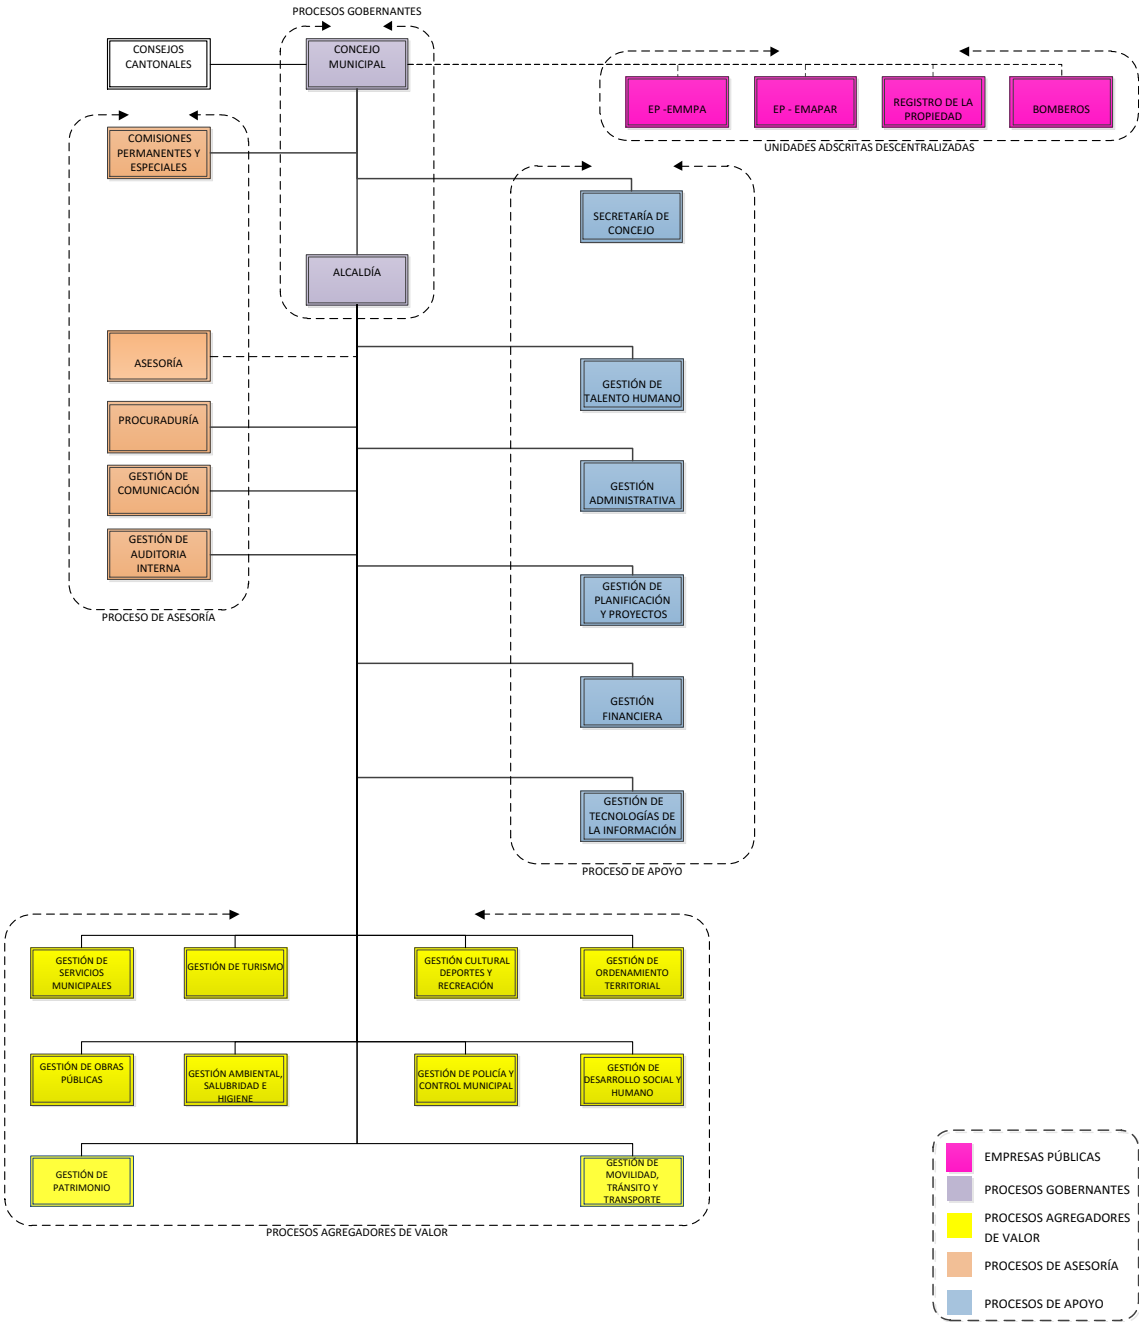 PROCESOS GOBERNANTES
CONSEJOS
CANTONALES
CONCEJO
MUNICIPAL
EP -EMMPA
EP - EMAPAR
REGISTRO DE LA
PROPIEDAD
BOMBEROS
UNIDADES ADSCRITAS DESCENTRALIZADAS
COMISIONES
PERMANENTES Y
ESPECIALES
SECRETARÍA DE
CONCEJO
ALCALDÍA
ASESORÍA
GESTIÓN DE
TALENTO HUMANO
PROCURADURÍA
GESTIÓN DE
COMUNICACIÓN
GESTIÓN
ADMINISTRATIVA
GESTIÓN DE
AUDITORIA
INTERNA
GESTIÓN DE
PLANIFICACIÓN
Y PROYECTOS
PROCESO DE ASESORÍA
GESTIÓN
FINANCIERA
GESTIÓN DE
TECNOLOGÍAS DE
LA INFORMACIÓN
PROCESO DE APOYO
GESTIÓN DE
SERVICIOS
MUNICIPALES
GESTIÓN DE TURISMO
GESTIÓN CULTURAL
DEPORTES Y
RECREACIÓN
GESTIÓN DE
ORDENAMIENTO
TERRITORIAL
GESTIÓN DE OBRAS
PÚBLICAS
GESTIÓN AMBIENTAL,
SALUBRIDAD E
HIGIENE
GESTIÓN DE POLICÍA Y
CONTROL MUNICIPAL
GESTIÓN DE
DESARROLLO SOCIAL Y
HUMANO
GESTIÓN DE
PATRIMONIO
GESTIÓN DE
MOVILIDAD,
TRÁNSITO Y
TRANSPORTE
PROCESOS AGREGADORES DE VALOR
EMPRESAS PÚBLICAS
PROCESOS GOBERNANTES
PROCESOS AGREGADORES
DE VALOR
PROCESOS DE ASESORÍA
PROCESOS DE APOYO